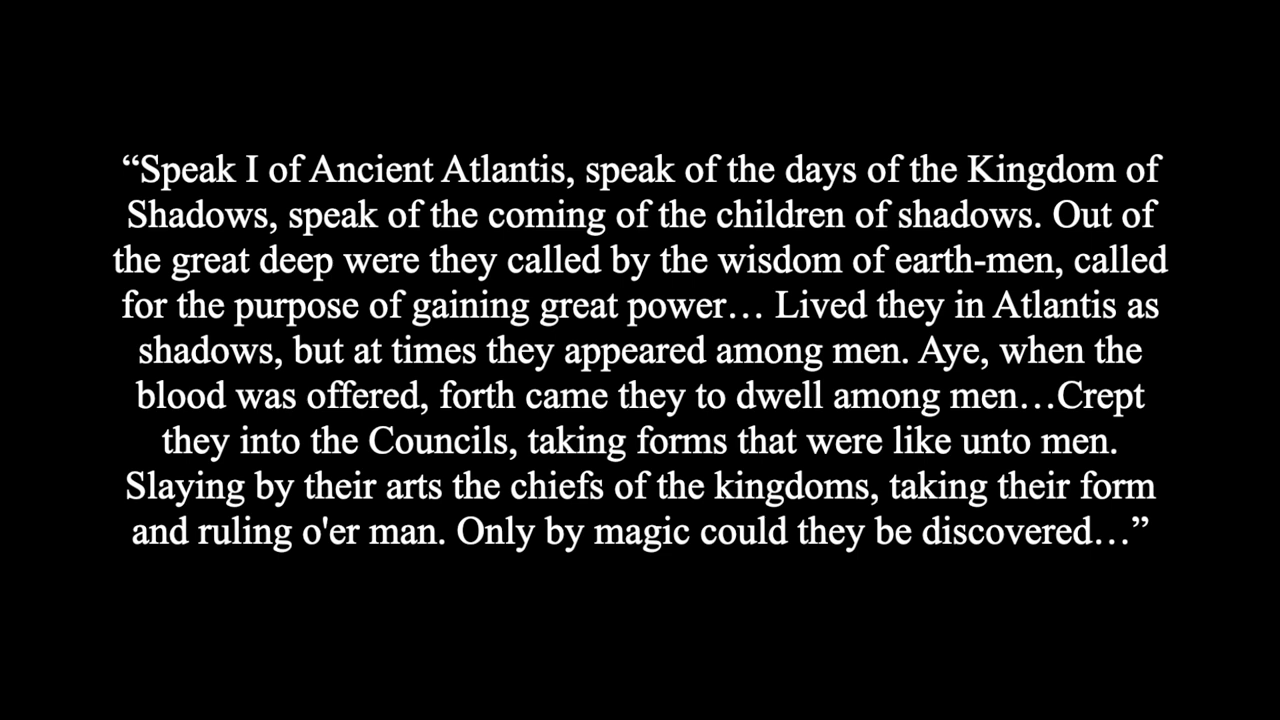 “Speak I of Ancient Atlantis, speak of the days of the Kingdom of
Shadows, speak of the coming of the children of shadows. Out of
the great deep were they called by the wisdom of earth-men, called
for the purpose of gaining great power… Lived they in Atlantis as
shadows, but at times they appeared among men. Aye, when the
blood was offered, forth came they to dwell among men…Crept
they into the Councils, taking forms that were like unto men.
Slaying by their arts the chiefs of the kingdoms, taking their form
and ruling o'er man. Only by magic could they be discovered…”